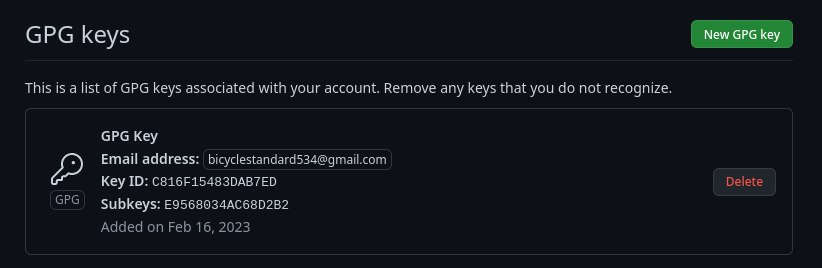 GPG keys
New GPG key
This is a list of GPG keys associated with your account. Remove any keys that you do not recognize.
GPG Key
Email address: bicyclestandard534@gmail.com
Key ID: C816F15483DAB7ED
Subkeys: E9568034AC68D2B2
Added on Feb 16, 2023
GPG
Delete